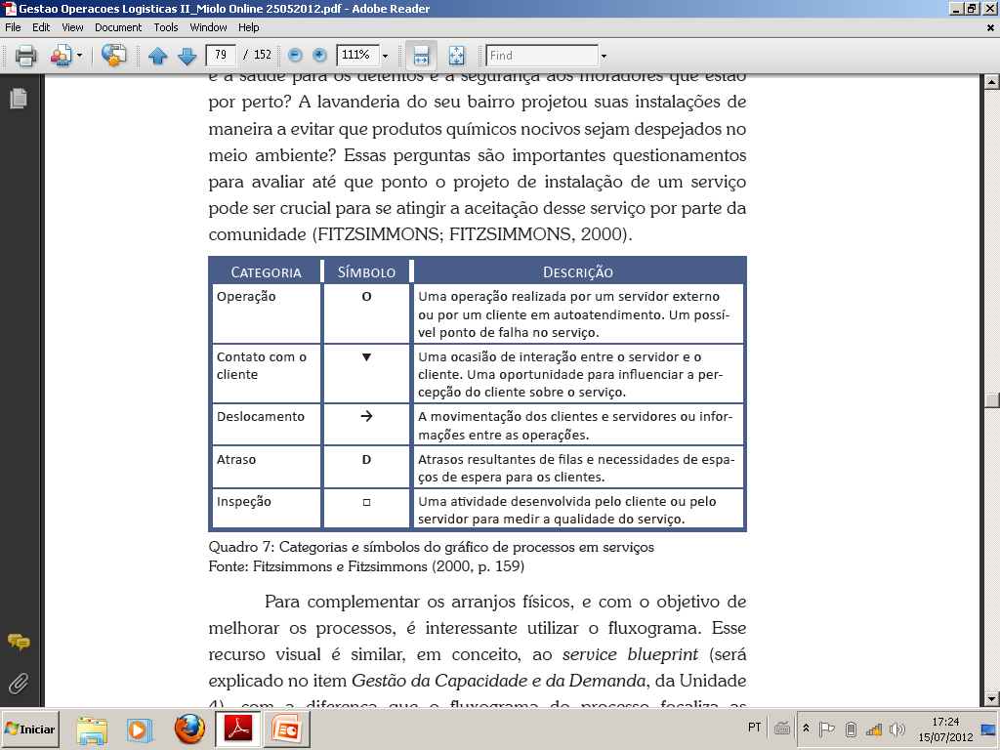 Gestao Operacoes Logisticas II_Miolo Online 25052012.pdf - Adobe Reader
File Edit View Document Tools Window Help
79 / 152 111% Find
e a saúde para os detentos e a segurança aos moradores que estão
por perto? A lavanderia do seu bairro projetou suas instalações de
maneira a evitar que produtos químicos nocivos sejam despejados no
meio ambiente? Essas perguntas são importantes questionamentos
para avaliar até que ponto o projeto de instalação de um serviço
pode ser crucial para se atingir a aceitação desse serviço por parte da
comunidade (FITZSIMMONS; FITZSIMMONS, 2000).
CATEGORIA SÍMBOLO DESCRIÇÃO
Operação O Uma operação realizada por um servidor externo
ou por um cliente em autoatendimento. Um possí-
vel ponto de falha no serviço.
Contato com o ▼ Uma ocasião de interação entre o servidor e o
cliente cliente. Uma oportunidade para influenciar a per-
cepção do cliente sobre o serviço.
Deslocamento → A movimentação dos clientes e servidores ou infor-
mações entre as operações.
Atraso D Atrasos resultantes de filas e necessidades de espa-
ços de espera para os clientes.
Inspeção □ Uma atividade desenvolvida pelo cliente ou pelo
servidor para medir a qualidade do serviço.
Quadro 7: Categorias e símbolos do gráfico de processos em serviços
Fonte: Fitzsimmons e Fitzsimmons (2000, p. 159)
Para complementar os arranjos físicos, e com o objetivo de
melhorar os processos, é interessante utilizar o fluxograma. Esse
recurso visual é similar, em conceito, ao service blueprint (será
explicado no item Gestão da Capacidade e da Demanda, da Unidade
4), com a diferença que o fluxograma do processo focaliza as
Iniciar PT 17:24
15/07/2012